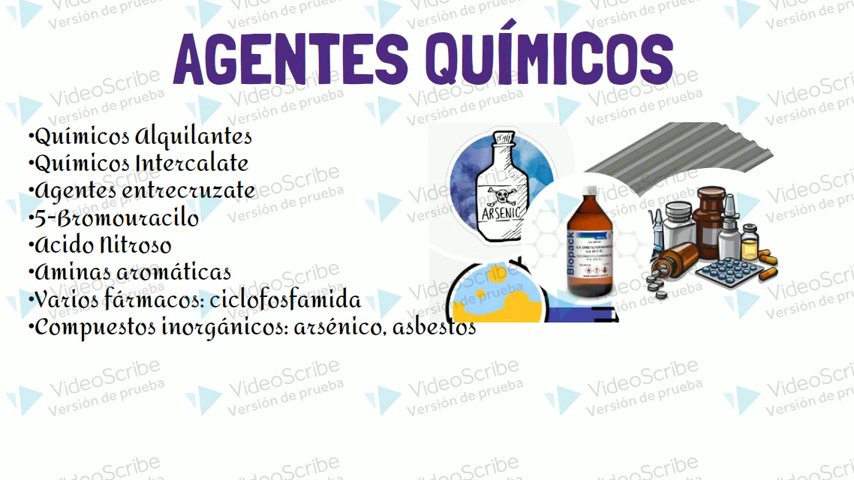 AGENTES QUÍMICOS
•Químicos Alquilantes
•Químicos Intercalate
•Agentes entrecruzate
•5-Bromouracilo
•Acido Nitroso
•Aminas aromáticas
•Varios fármacos: ciclofosfamida
•Compuestos inorgánicos: arsénico, asbestos
ARSENIC
Biopack
VideoScribe
Versión de prueba